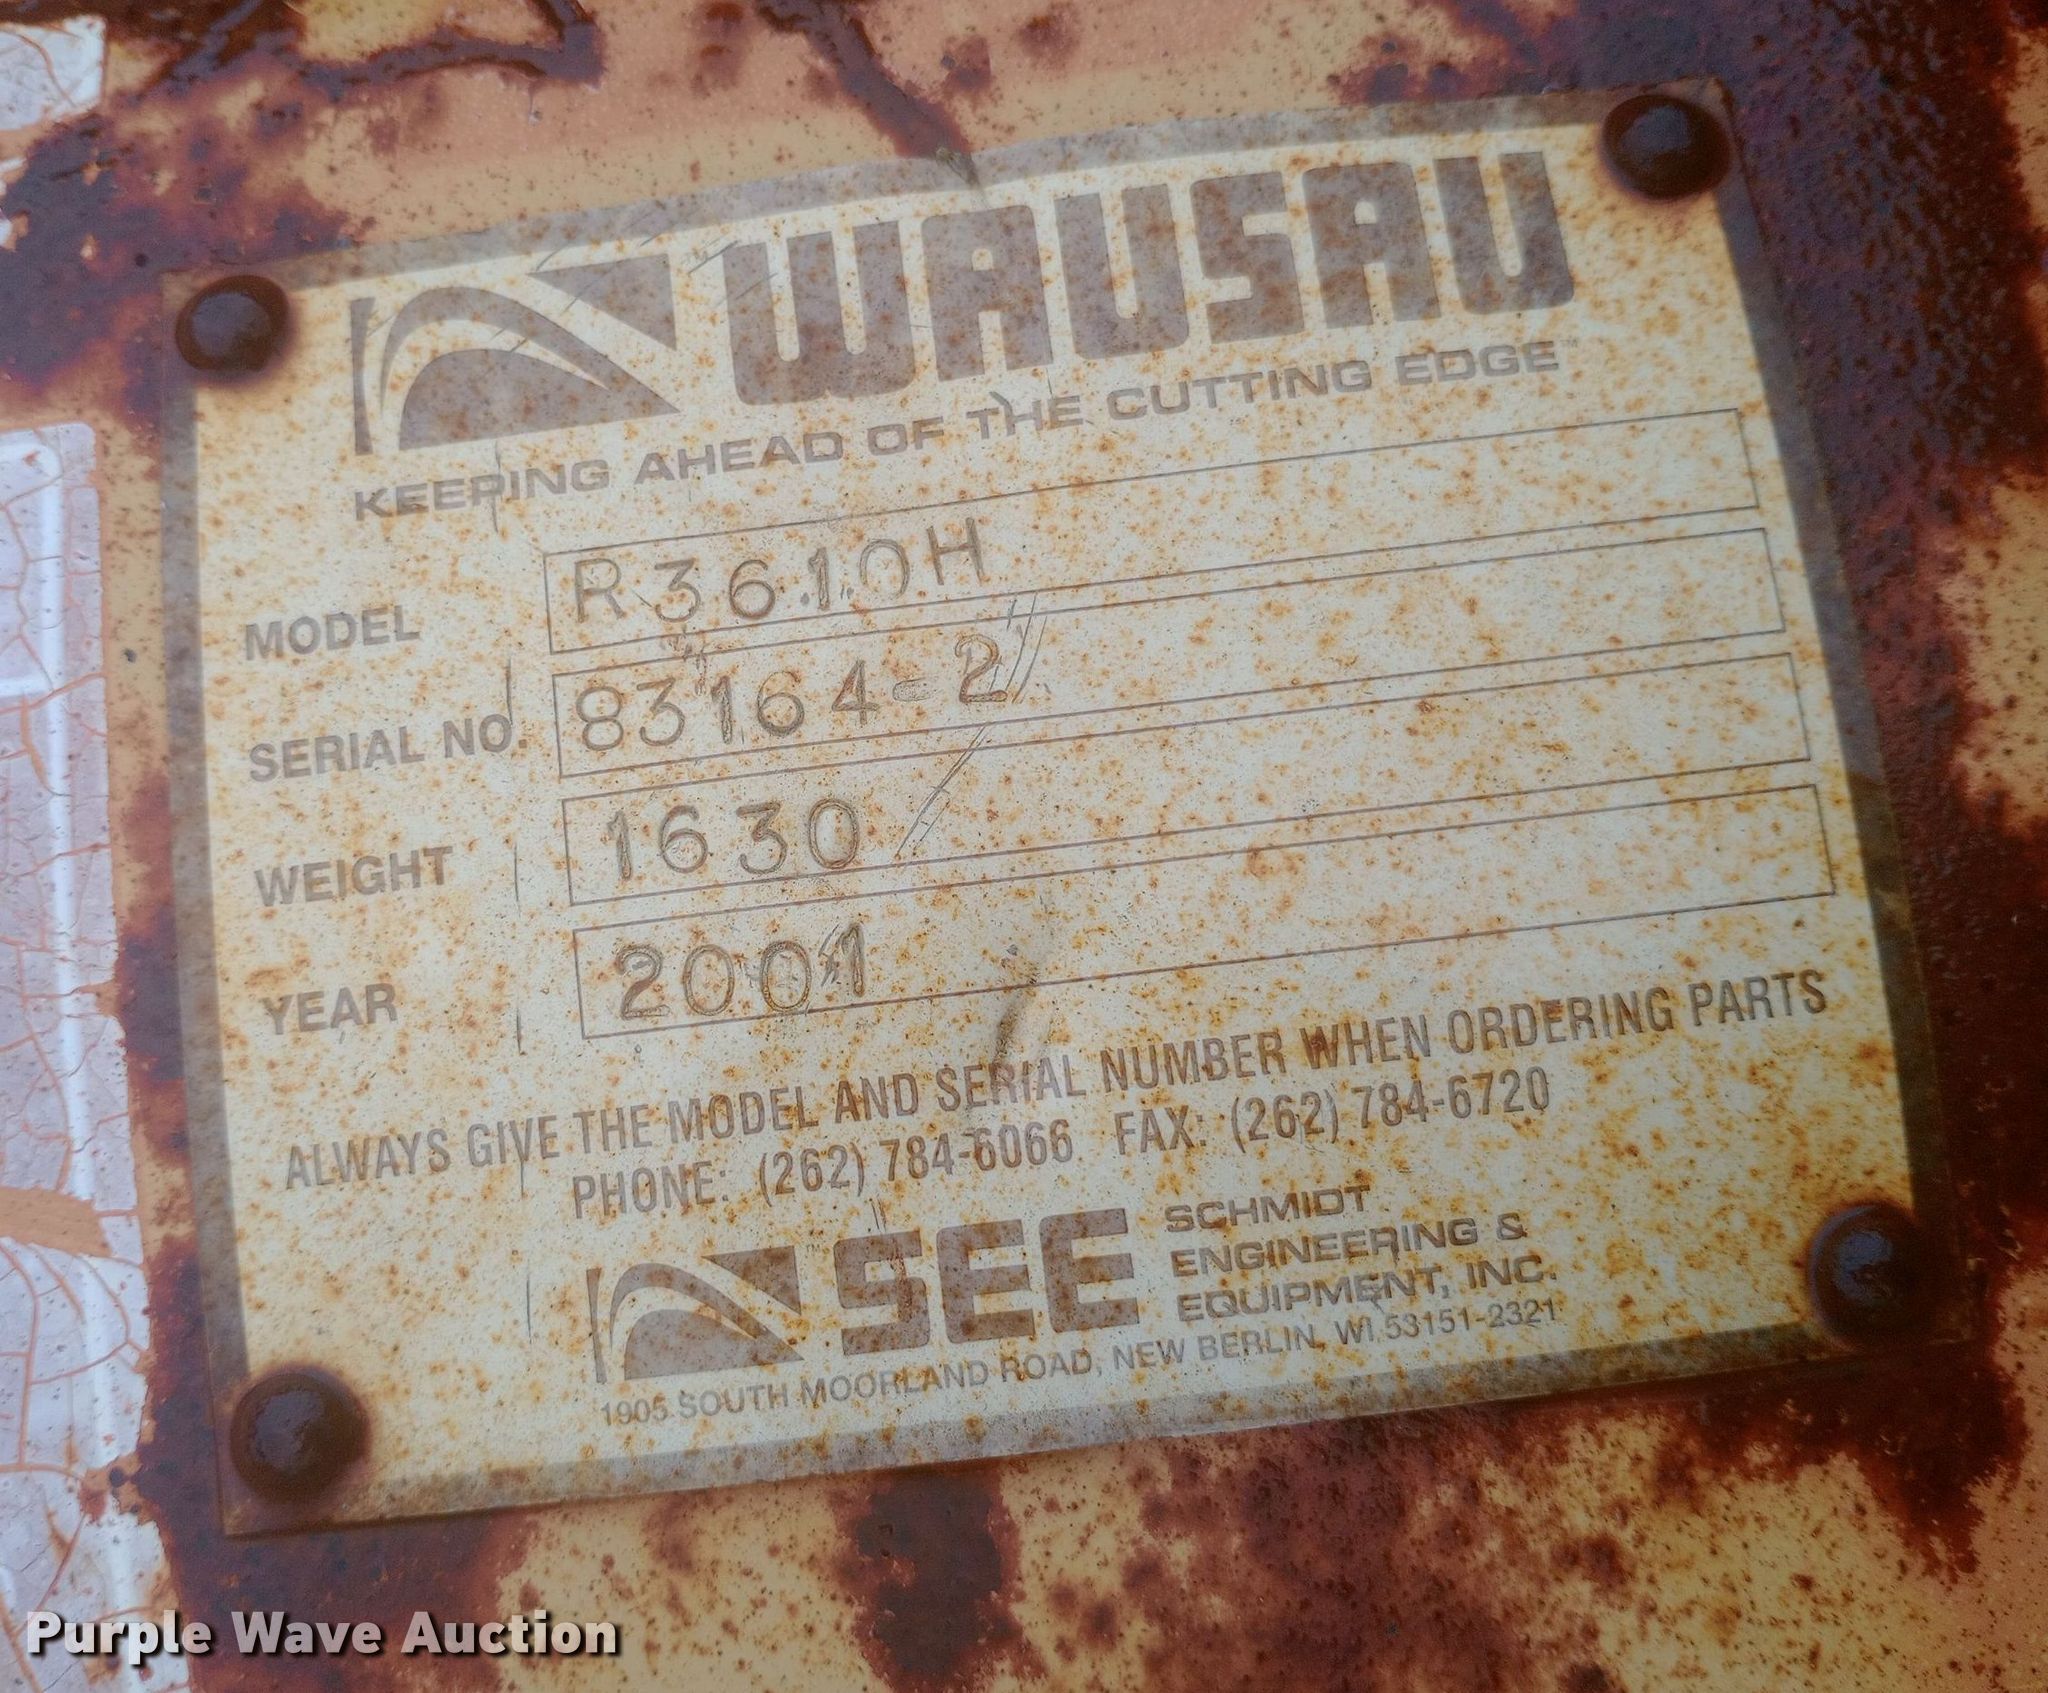 WAUSAU
KEEPING AHEAD OF THE CUTTING EDGE™
MODEL R3610H
SERIAL NO. 83164-2
WEIGHT 1630
YEAR 2001
ALWAYS GIVE THE MODEL AND SERIAL NUMBER WHEN ORDERING PARTS
PHONE: (262) 784-6066 FAX: (262) 784-6720
SEE
SCHMIDT
ENGINEERING &
EQUIPMENT, INC.
1905 SOUTH MOORLAND ROAD, NEW BERLIN, WI 53151-2321
Purple Wave Auction